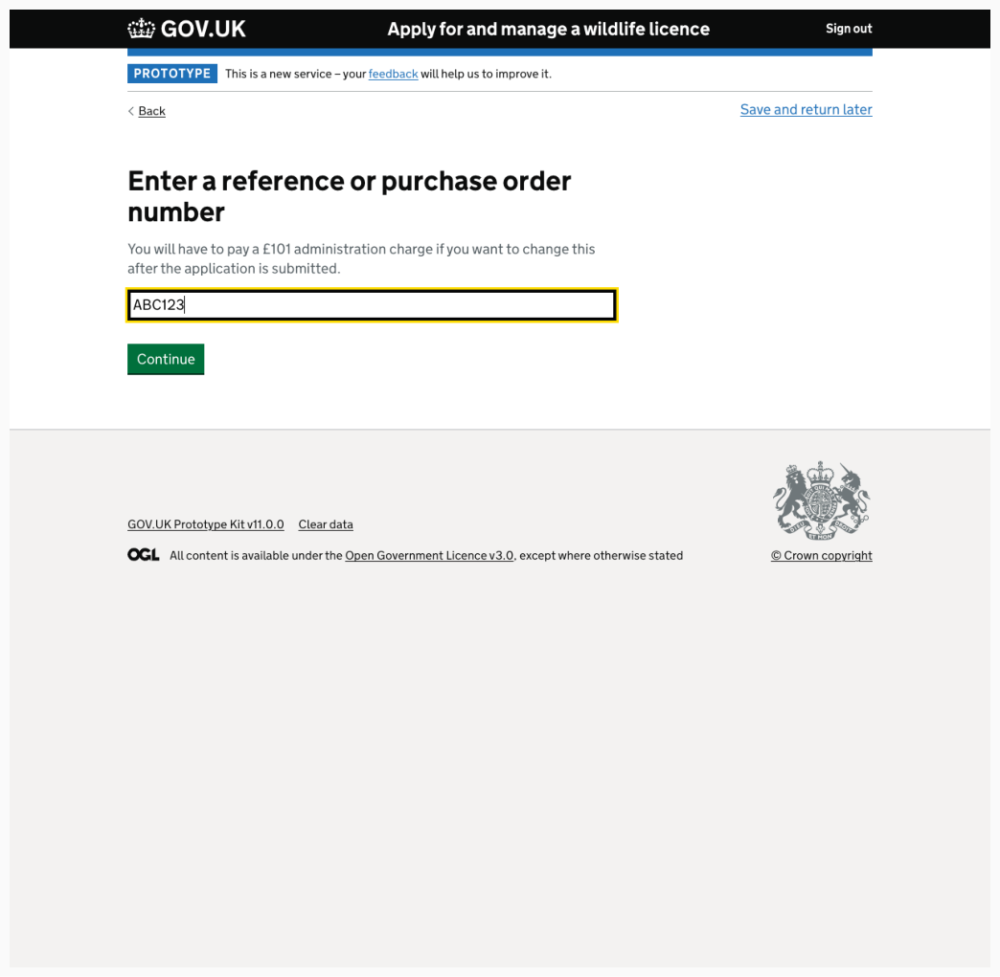 GOV.UK Apply for and manage a wildlife licence Sign out
PROTOTYPE This is a new service – your feedback will help us to improve it.
Back Save and return later
Enter a reference or purchase order
number
You will have to pay a £101 administration charge if you want to change this
after the application is submitted.
ABC123
Continue
GOV.UK Prototype Kit v11.0.0 Clear data
OGL All content is available under the Open Government Licence v3.0, except where otherwise stated
© Crown copyright